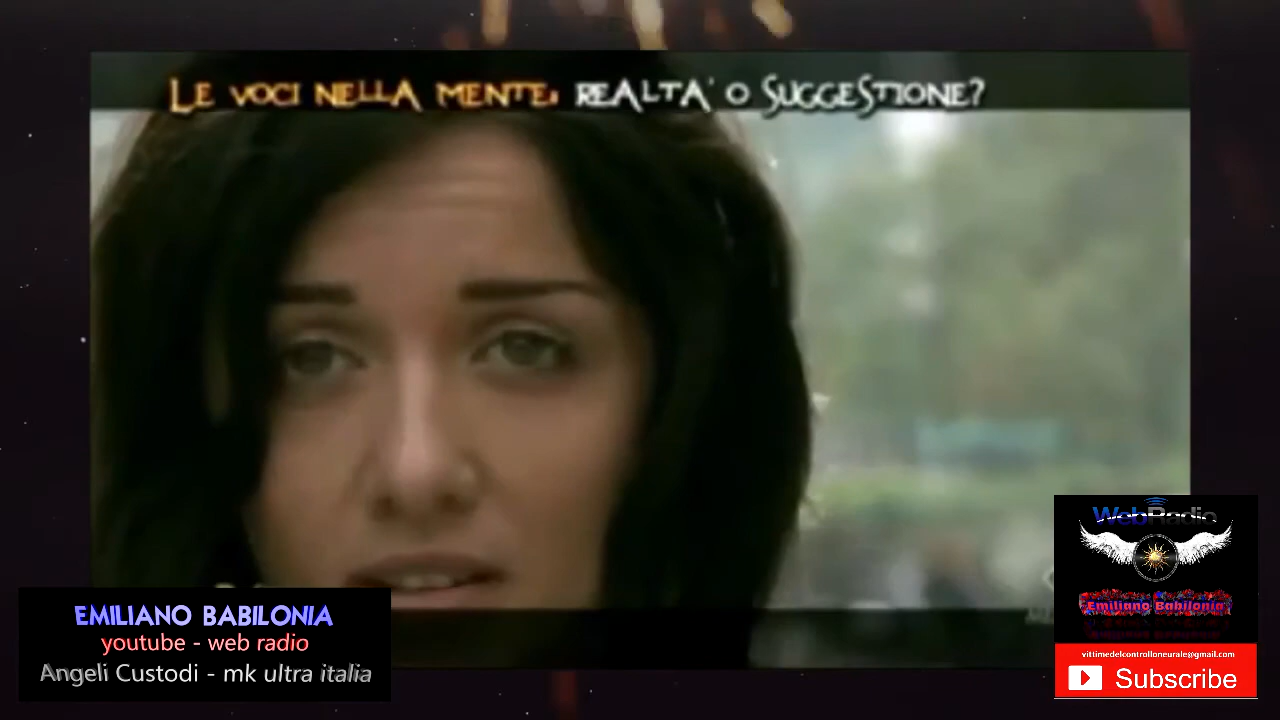 LE VOCI NELLA MENTE: REALTA' O SUGGESTIONE?
WebRadio
Emiliano Babilonia
EMILIANO BABILONIA
youtube - web radio
Angeli Custodi - mk ultra italia
vittimedelcontrolloneurale@gmail.com
Subscribe